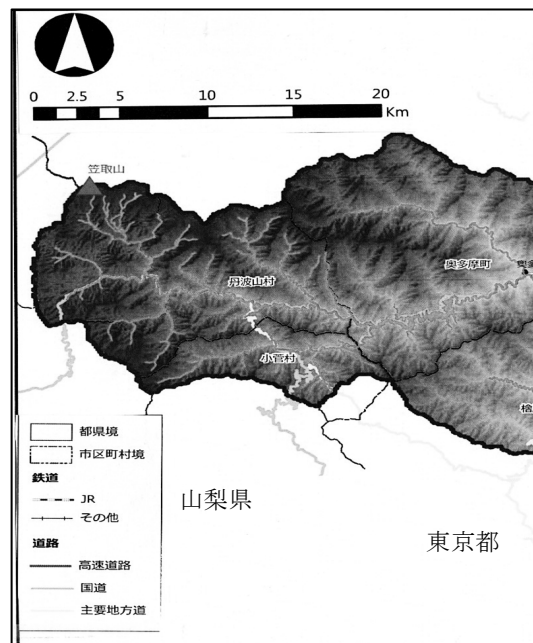 0 2.5 5 10 15 20
Km
笠取山
奥多摩町
丹波山村
小菅村
都県境
市区町村境
鉄道
JR
その他
山梨県
道路
東京都
高速道路
国道
主要地方道